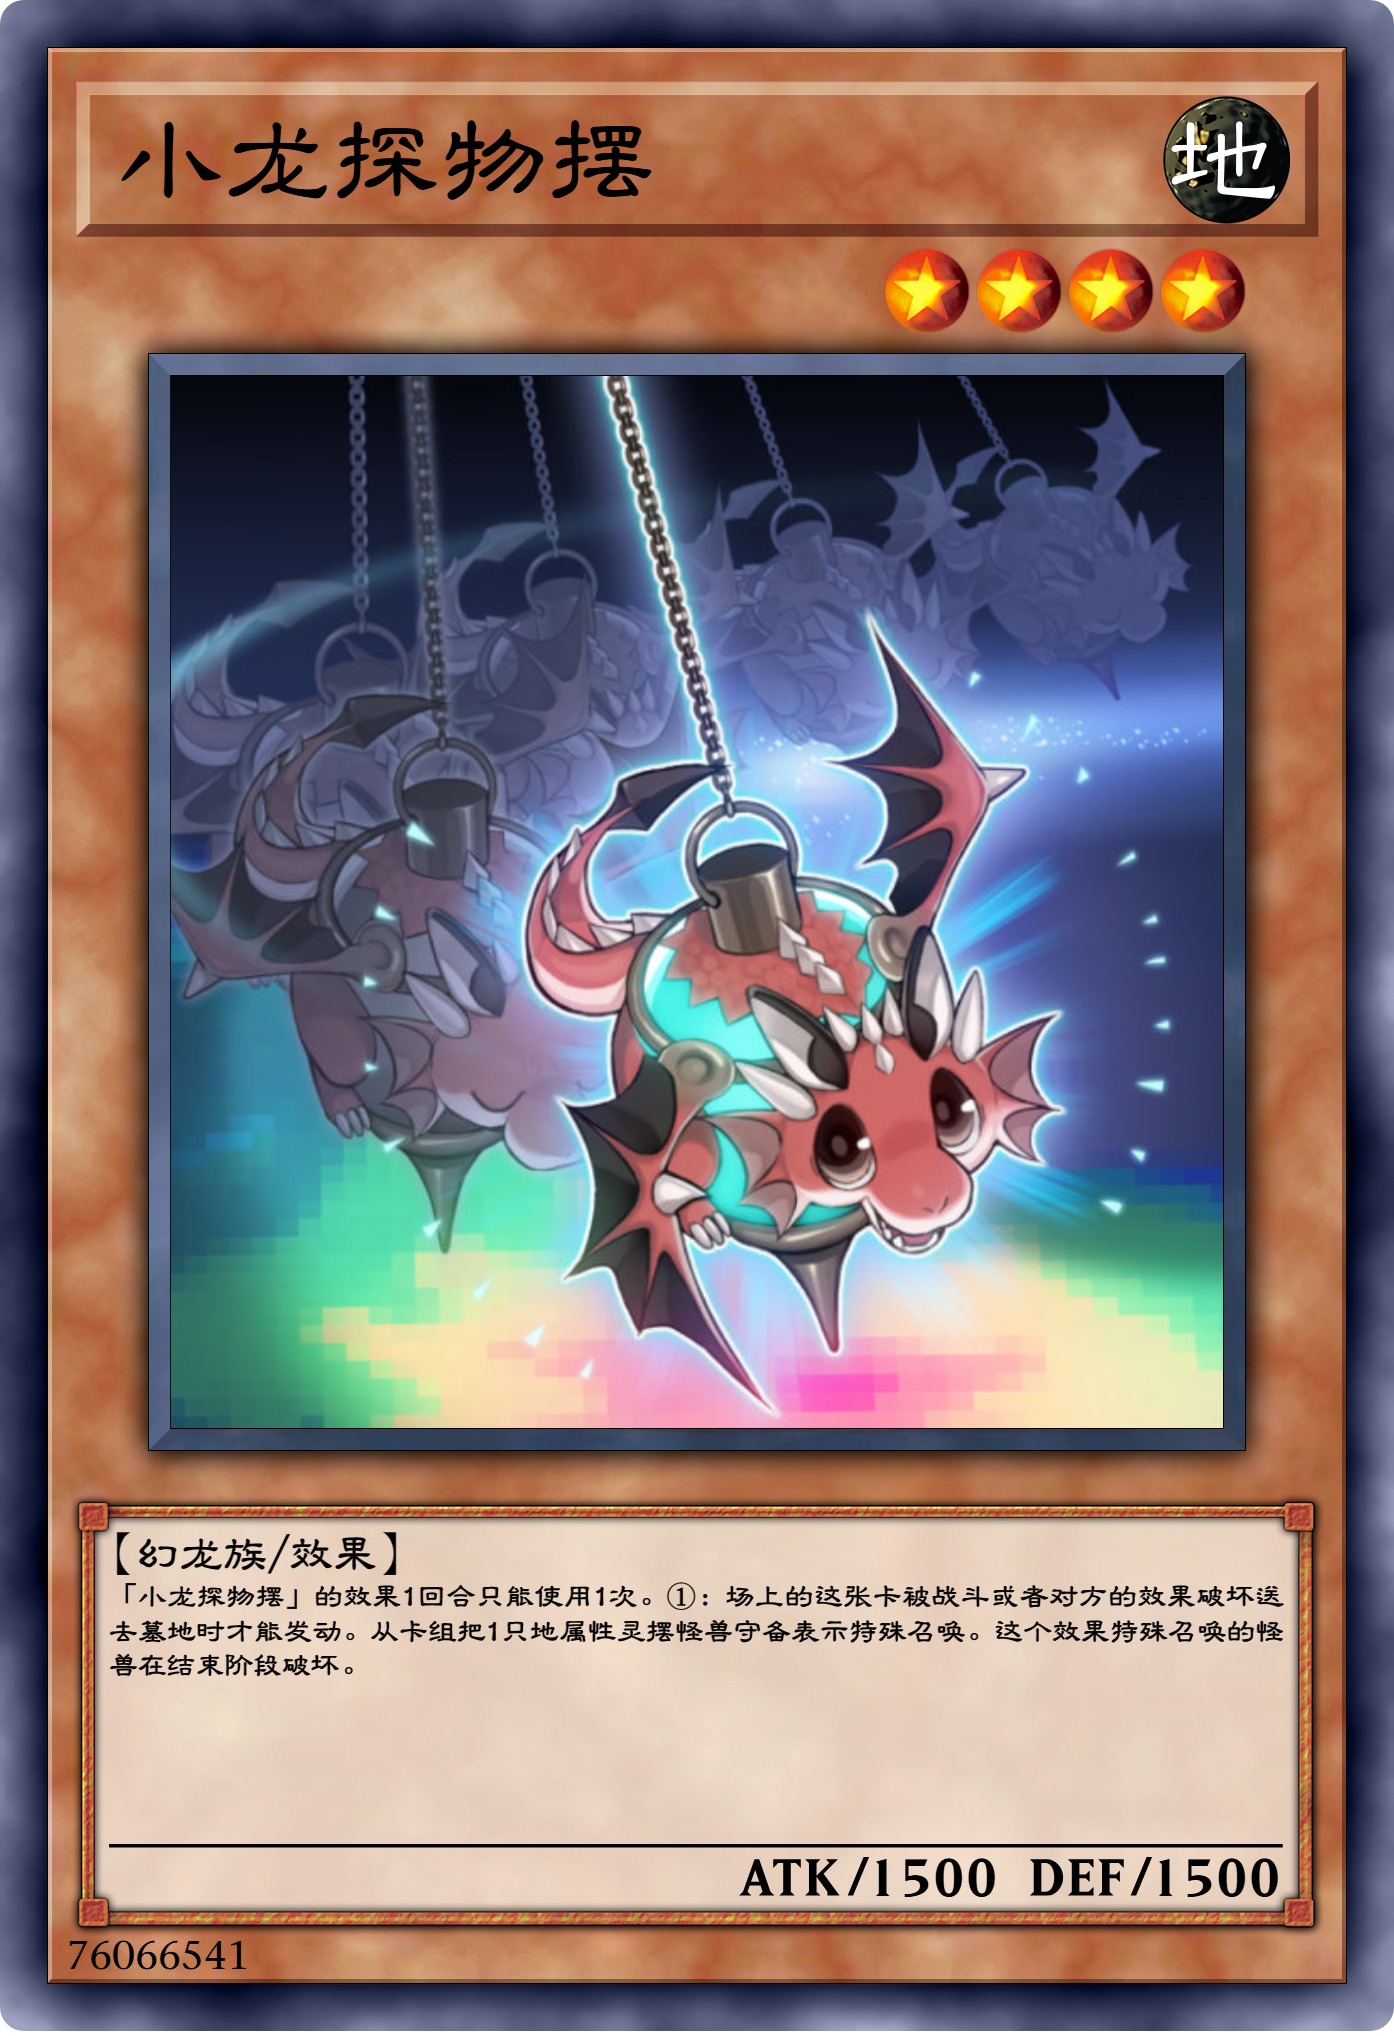 小龙探物摆
地
【幻龙族/效果】
「小龙探物摆」的效果1回合只能使用1次。①：场上的这张卡被战斗或者对方的效果破坏送
去墓地时才能发动。从卡组把1只地属性灵摆怪兽守备表示特殊召唤。这个效果特殊召唤的怪
兽在结束阶段破坏。
ATK/1500 DEF/1500
76066541